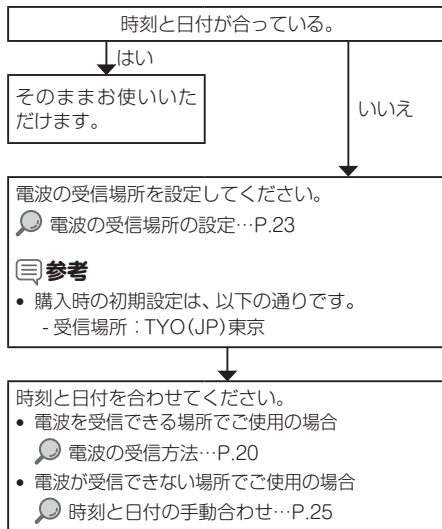 時刻と日付が合っている。
はい
そのままお使いいた
だけます。
いいえ
電波の受信場所を設定してください。
電波の受信場所の設定…P.23
参考
• 購入時の初期設定は、以下の通りです。
- 受信場所：TYO(JP)東京
時刻と日付を合わせてください。
• 電波を受信できる場所でご使用の場合
電波の受信方法…P.20
• 電波が受信できない場所でご使用の場合
時刻と日付の手動合わせ…P.25